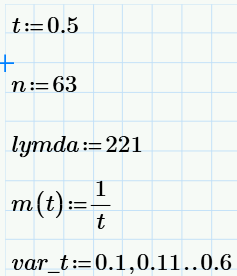 t:=0.5
n:=63
lymda:=221
m(t):=1/t
var_t:=0.1,0.11..0.6